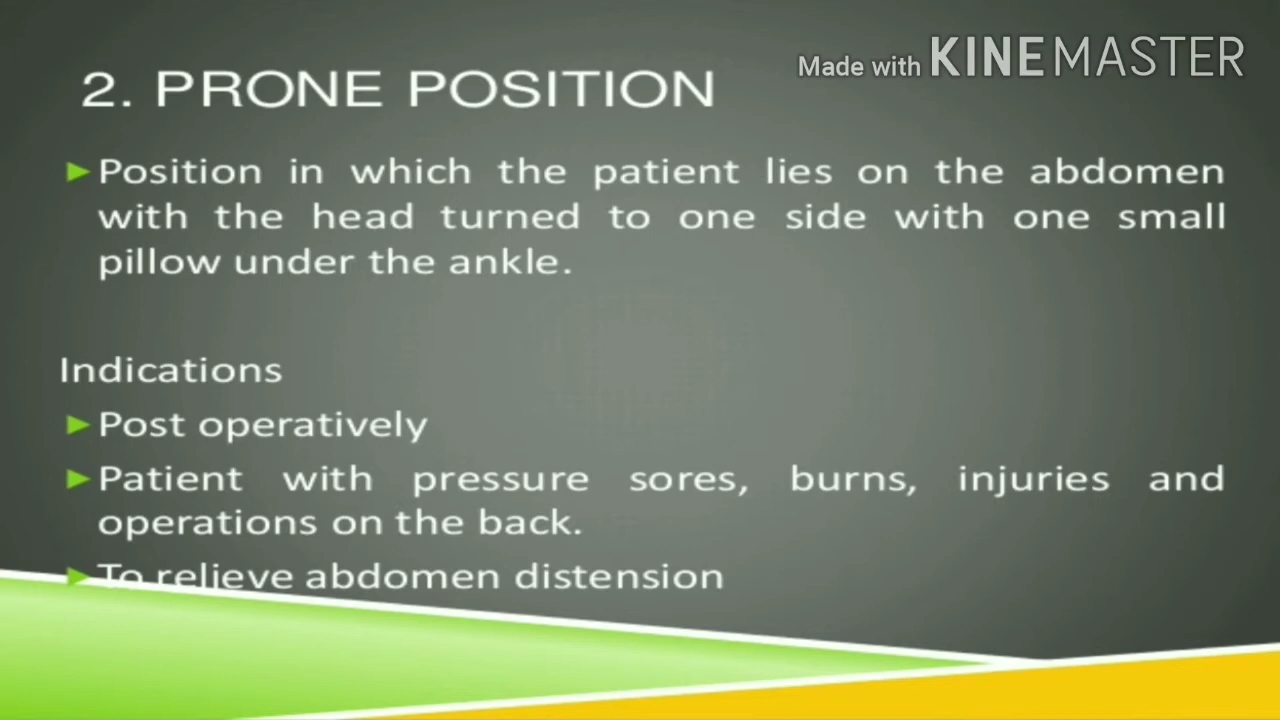 Made with KINEMASTER
2. PRONE POSITION
Position in which the patient lies on the abdomen
with the head turned to one side with one small
pillow under the ankle.
Indications
Post operatively
Patient with pressure sores, burns, injuries and
operations on the back.
To relieve abdomen distension